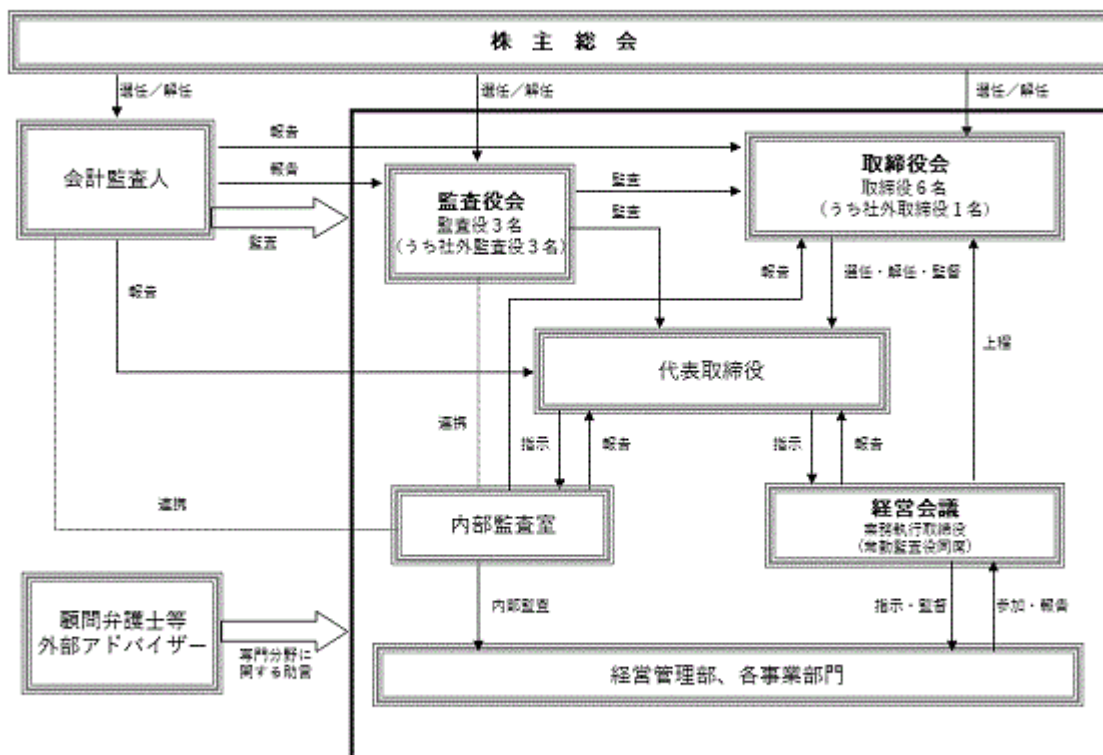 株 主 総 会
選任／解任
選任／解任
選任／解任
会計監査人
報告
報告
監査
監査役会
監査役３名
（うち社外監査役３名）
監査
監査
取締役会
取締役６名
（うち社外取締役１名）
報告
報告
選任・解任・監督
上程
代表取締役
連携
指示
報告
指示
報告
連携
内部監査室
経営会議
業務執行取締役
（常勤監査役同席）
顧問弁護士等
外部アドバイザー
専門分野に
関する助言
内部監査
指示・監督
参加・報告
経営管理部、各事業部門